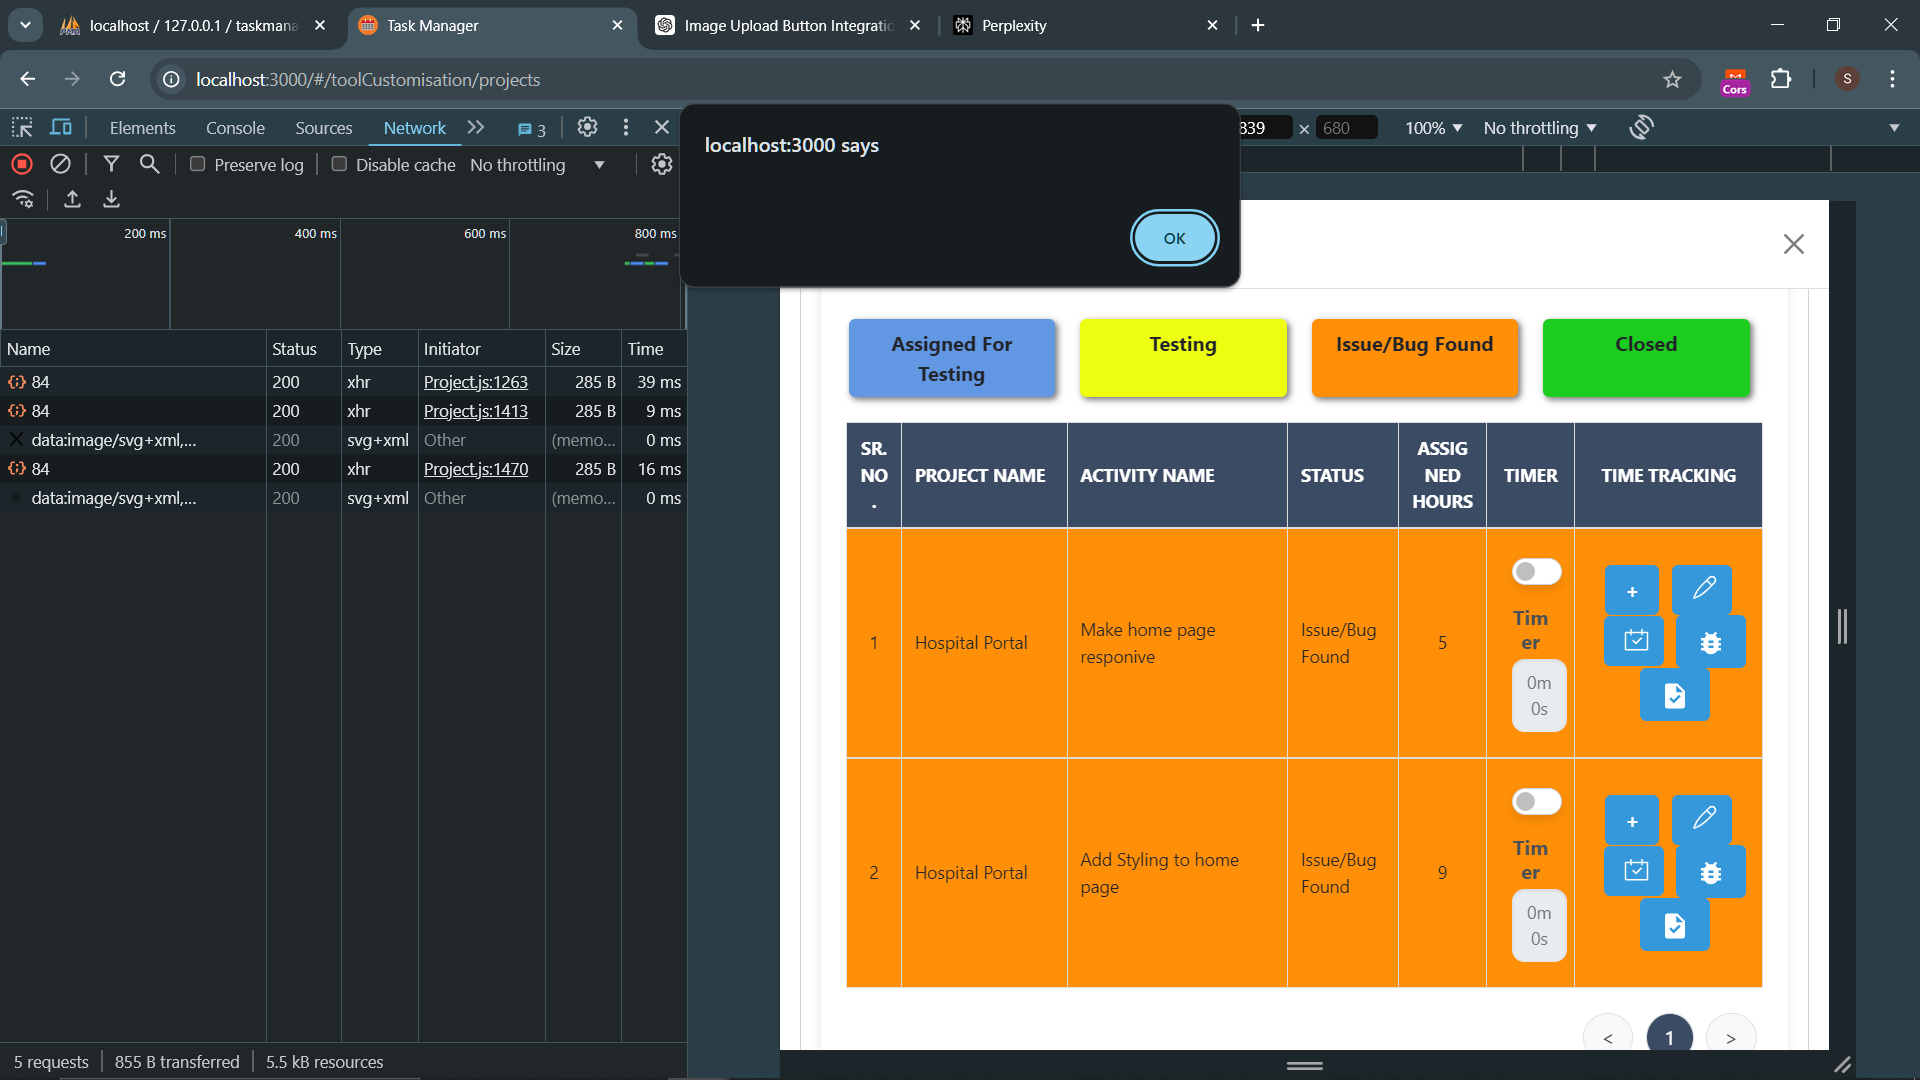 localhost / 127.0.0.1 / taskmana
Task Manager
Image Upload Button Integratio
Perplexity
localhost:3000/#/toolCustomisation/projects
Cors
S
Elements
Console
Sources
Network
3
839 × 680
100%
No throttling
Preserve log
Disable cache
No throttling
localhost:3000 says
OK
200 ms
400 ms
600 ms
800 ms
Name Status Type Initiator Size Time
84 200 xhr Project.js:1263 285 B 39 ms
84 200 xhr Project.js:1413 285 B 9 ms
data:image/svg+xml,... 200 svg+xml Other (memo... 0 ms
84 200 xhr Project.js:1470 285 B 16 ms
data:image/svg+xml,... 200 svg+xml Other (memo... 0 ms
5 requests 855 B transferred 5.5 kB resources
Assigned For
Testing
Testing
Issue/Bug Found
Closed
SR.
NO
.
PROJECT NAME
ACTIVITY NAME
STATUS
ASSIG
NED
HOURS
TIMER
TIME TRACKING
1
Hospital Portal
Make home page
responive
Issue/Bug
Found
5
Tim
er
0m
0s
+
2
Hospital Portal
Add Styling to home
page
Issue/Bug
Found
9
Tim
er
0m
0s
+
< 1 >